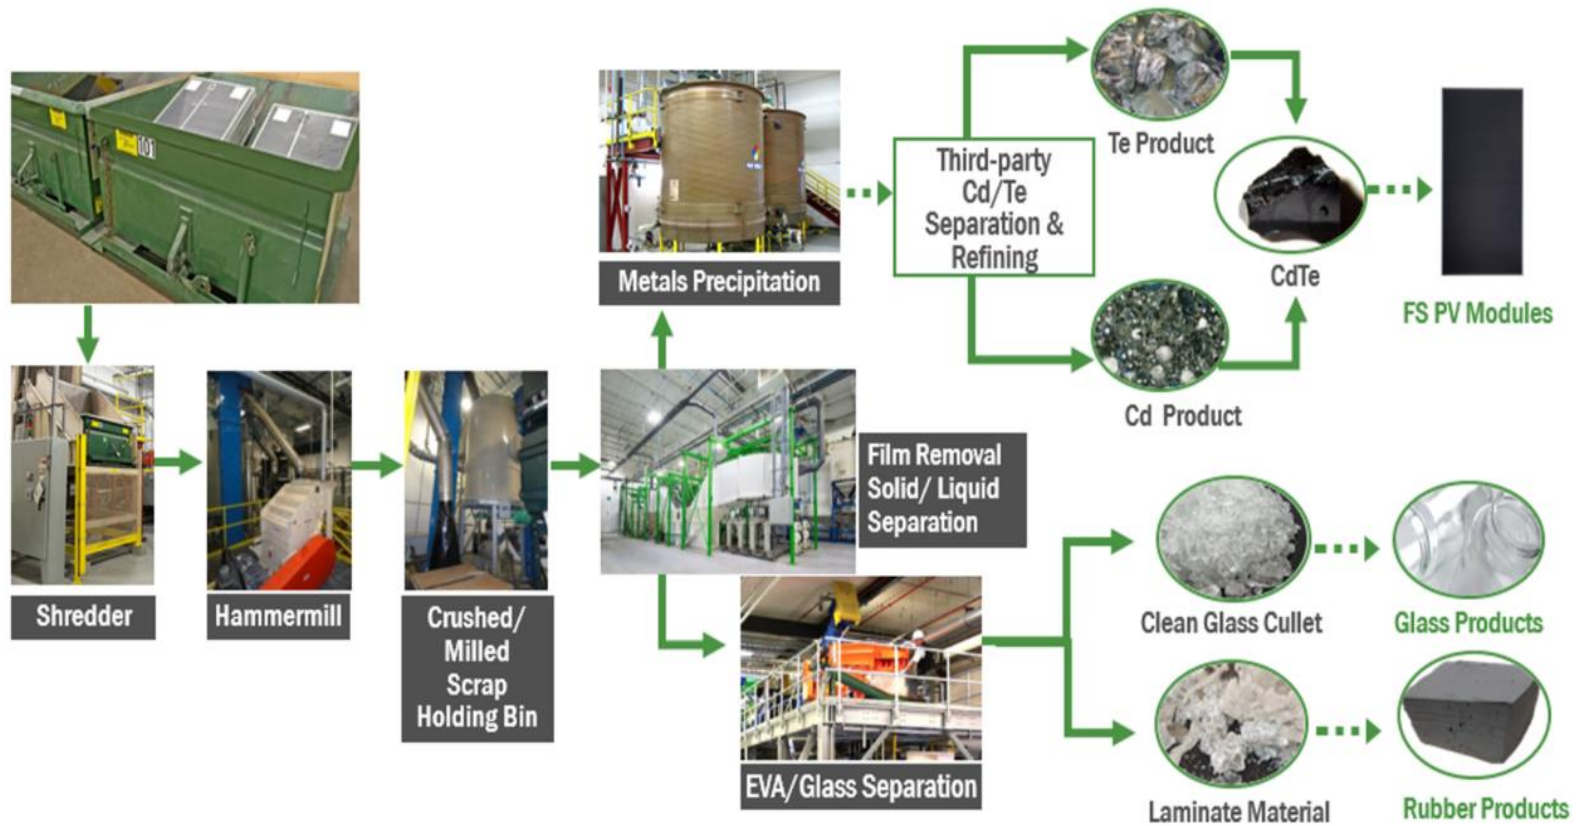 101
Metals Precipitation
Third-party
Cd/Te
Separation &
Refining
Te Product
Cd  Product
CdTe
FS PV Modules
Shredder
Hammermill
Crushed/
Milled
Scrap
Holding Bin
Film Removal
Solid/ Liquid
Separation
EVA/Glass Separation
Clean Glass Cullet
Glass Products
Laminate Material
Rubber Products